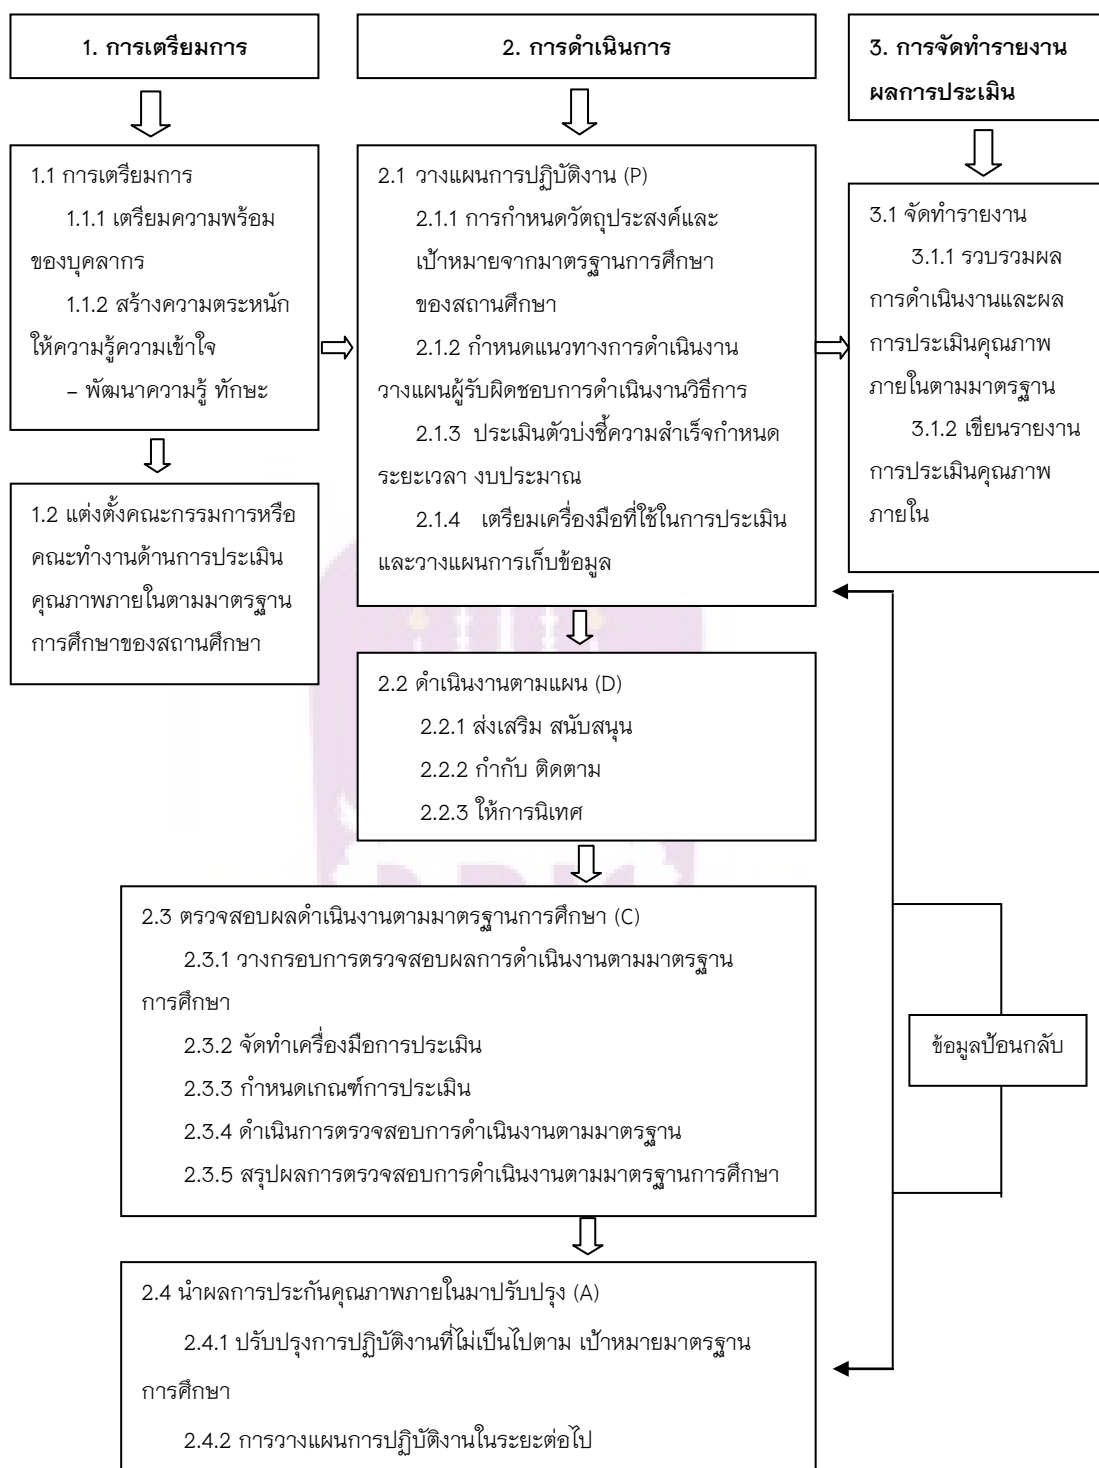 1. การเตรียมการ
2. การดำเนินการ
3. การจัดทำรายงาน
ผลการประเมิน
1.1 การเตรียมการ
1.1.1 เตรียมความพร้อม
ของบุคลากร
1.1.2 สร้างความตระหนัก
ให้ความรู้ความเข้าใจ
– พัฒนาความรู้ ทักษะ
1.2 แต่งตั้งคณะกรรมการหรือ
คณะทำงานด้านการประเมิน
คุณภาพภายในตามมาตรฐาน
การศึกษาของสถานศึกษา
2.1 วางแผนการปฏิบัติงาน (P)
2.1.1 การกำหนดวัตถุประสงค์และ
เป้าหมายจากมาตรฐานการศึกษา
ของสถานศึกษา
2.1.2 กำหนดแนวทางการดำเนินงาน
วางแผนผู้รับผิดชอบการดำเนินงานวิธีการ
2.1.3 ประเมินตัวบ่งชี้ความสำเร็จกำหนด
ระยะเวลา งบประมาณ
2.1.4 เตรียมเครื่องมือที่ใช้ในการประเมิน
และวางแผนการเก็บข้อมูล
2.2 ดำเนินงานตามแผน (D)
2.2.1 ส่งเสริม สนับสนุน
2.2.2 กำกับ ติดตาม
2.2.3 ให้การนิเทศ
2.3 ตรวจสอบผลดำเนินงานตามมาตรฐานการศึกษา (C)
2.3.1 วางกรอบการตรวจสอบผลการดำเนินงานตามมาตรฐาน
การศึกษา
2.3.2 จัดทำเครื่องมือการประเมิน
2.3.3 กำหนดเกณฑ์การประเมิน
2.3.4 ดำเนินการตรวจสอบการดำเนินงานตามมาตรฐาน
2.3.5 สรุปผลการตรวจสอบการดำเนินงานตามมาตรฐานการศึกษา
2.4 นำผลการประกันคุณภาพภายในมาปรับปรุง (A)
2.4.1 ปรับปรุงการปฏิบัติงานที่ไม่เป็นไปตาม เป้าหมายมาตรฐาน
การศึกษา
2.4.2 การวางแผนการปฏิบัติงานในระยะต่อไป
3.1 จัดทำรายงาน
3.1.1 รวบรวมผล
การดำเนินงานและผล
การประเมินคุณภาพ
ภายในตามมาตรฐาน
3.1.2 เขียนรายงาน
การประเมินคุณภาพ
ภายใน
ข้อมูลป้อนกลับ